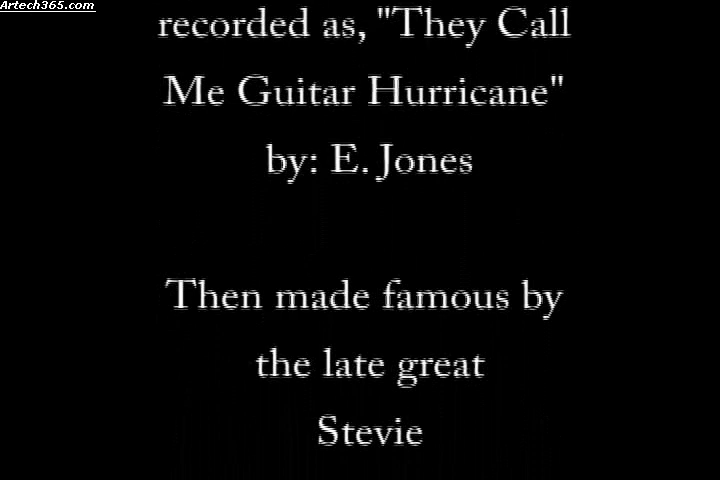 Artech365.com
recorded as, "They Call
Me Guitar Hurricane"
by: E. Jones
Then made famous by
the late great
Stevie